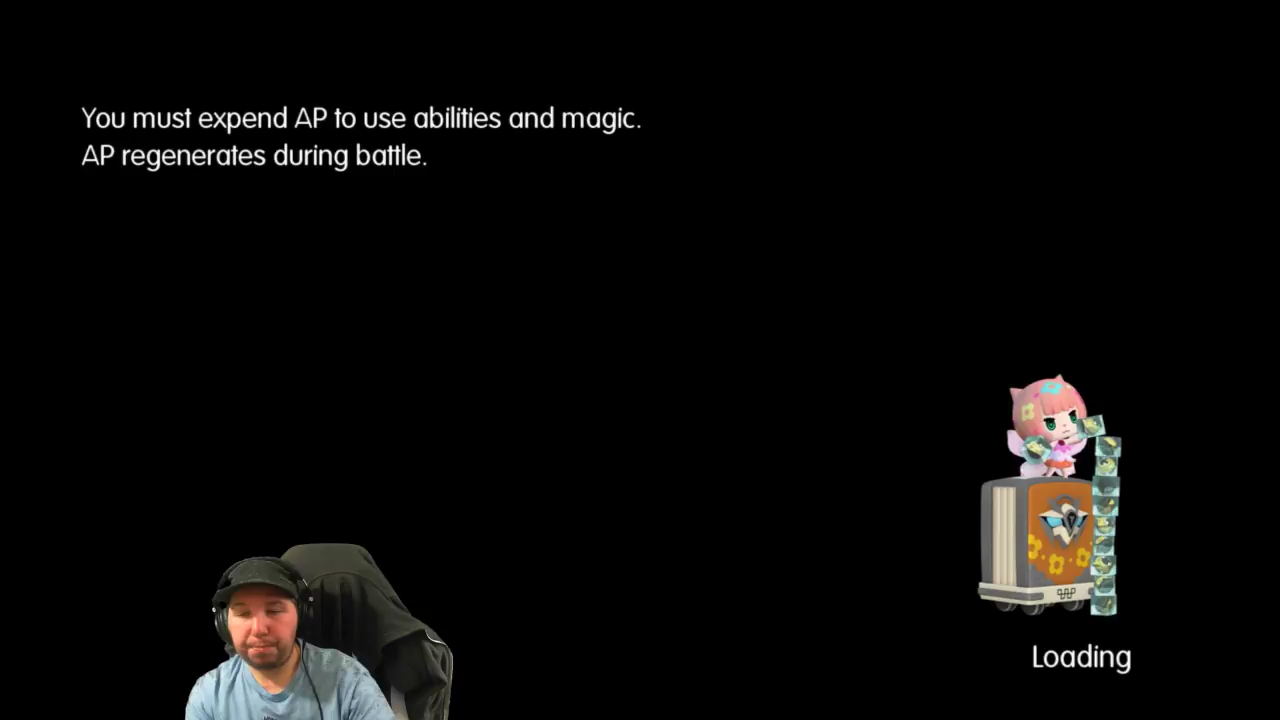 You must expend AP to use abilities and magic.
AP regenerates during battle.
Loading